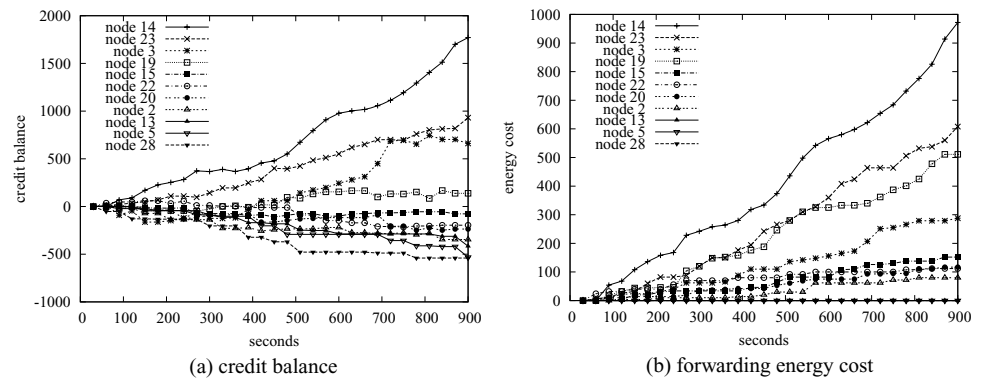 2000
1500
1000
500
0
-500
-1000
credit balance
node 14
node 23
node 3
node 19
node 15
node 22
node 20
node 2
node 13
node 5
node 28
0 100 200 300 400 500 600 700 800 900
seconds
(a) credit balance
1000
900
800
700
600
500
400
300
200
100
0
energy cost
node 14
node 23
node 3
node 19
node 15
node 22
node 20
node 2
node 13
node 5
node 28
0 100 200 300 400 500 600 700 800 900
seconds
(b) forwarding energy cost